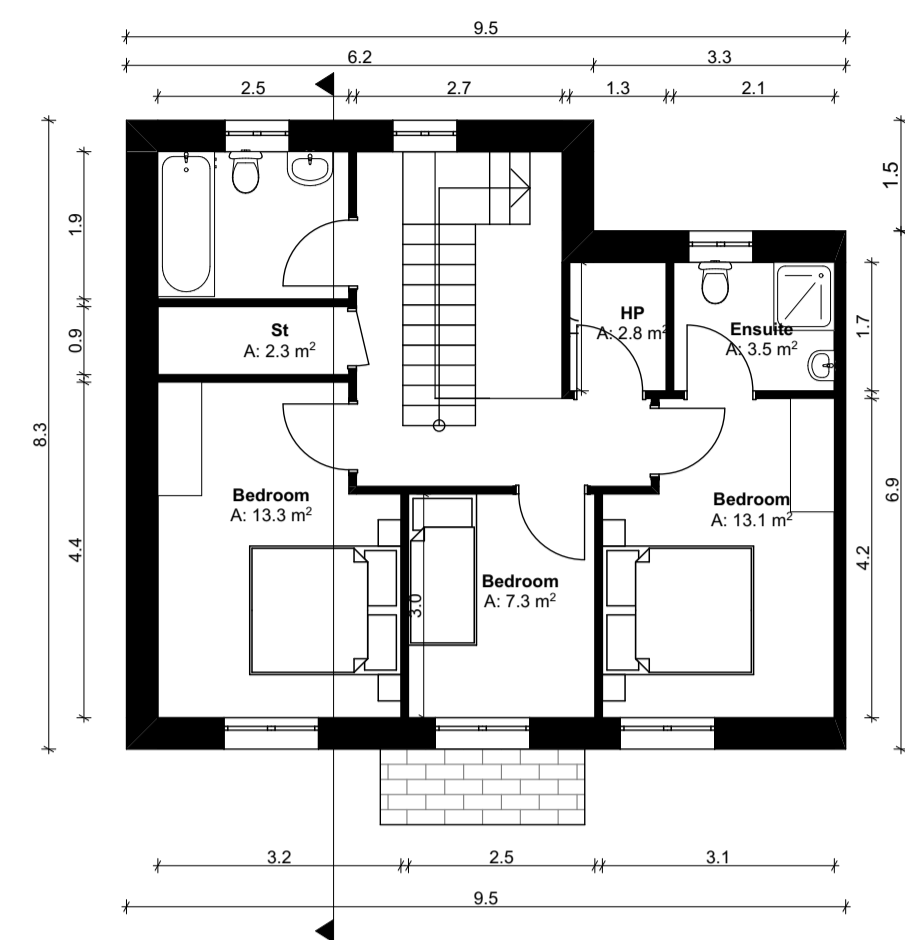 9.5
6.2
3.3
2.5
2.7
1.3
2.1
1.5
1.9
1.7
HP
A: 2.8 m²
Ensuite
A: 3.5 m²
St
A: 2.3 m²
0.9
8.3
6.9
Bedroom
A: 13.3 m²
Bedroom
A: 13.1 m²
4.4
4.2
Bedroom
A: 7.3 m²
3.0
3.2
2.5
3.1
9.5